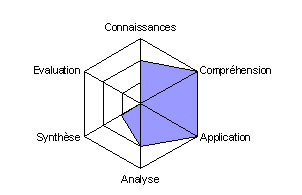 Connaissances
Evaluation
Compréhension
Synthèse
Application
Analyse